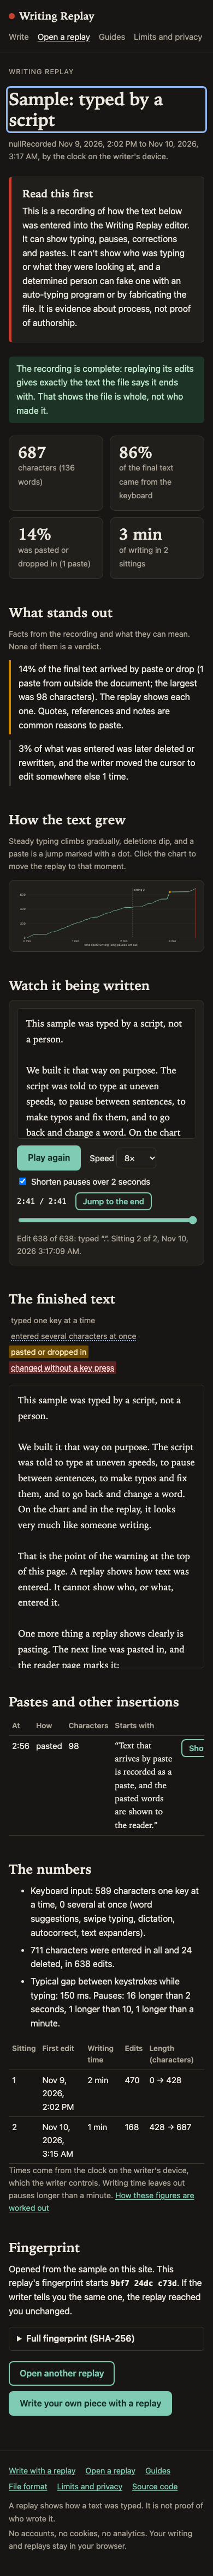 Writing Replay
Write Open a replay Guides Limits and privacy
WRITING REPLAY
Sample: typed by a
script
nullRecorded Nov 9, 2026, 2:02 PM to Nov 10, 2026,
3:17 AM, by the clock on the writer's device.
Read this first
This is a recording of how the text below
was entered into the Writing Replay editor.
It can show typing, pauses, corrections
and pastes. It can't show who was typing
or what they were looking at, and a
determined person can fake one with an
auto-typing program or by fabricating the
file. It is evidence about process, not proof
of authorship.
The recording is complete: replaying its edits
gives exactly the text the file says it ends
with. That shows the file is whole, not who
made it.
687
characters (136
words)
86%
of the final text
came from the
keyboard
14%
was pasted or
dropped in (1 paste)
3 min
of writing in 2
sittings
What stands out
Facts from the recording and what they can mean.
None of them is a verdict.
14% of the final text arrived by paste or drop (1
paste from outside the document; the largest
was 98 characters). The replay shows each
one. Quotes, references and notes are
common reasons to paste.
3% of what was entered was later deleted or
rewritten, and the writer moved the cursor to
edit somewhere else 1 time.
How the text grew
Steady typing climbs gradually, deletions dip, and a
paste is a jump marked with a dot. Click the chart to
move the replay to that moment.
Watch it being written
This sample was typed by a script, not
a person.
We built it that way on purpose. The
script was told to type at uneven
speeds, to pause between sentences, to
make typos and fix them, and to go
back and change a word. On the chart
Play again Speed 8×
Shorten pauses over 2 seconds
2:41 / 2:41 Jump to the end
Edit 638 of 638: typed “.”. Sitting 2 of 2, Nov 10,
2026 3:17:09 AM.
The finished text
typed one key at a time
entered several characters at once
pasted or dropped in
changed without a key press
This sample was typed by a script, not a
person.
We built it that way on purpose. The script
was told to type at uneven speeds, to pause
between sentences, to make typos and fix
them, and to go back and change a word.
On the chart and in the replay, it looks
very much like someone writing.
That is the point of the warning at the top
of this page. A replay shows how text was
entered. It cannot show who, or what,
entered it.
One more thing a replay shows clearly is
pasting. The next line was pasted in, and
the reader page marks it:
Pastes and other insertions
At How Characters Starts with
2:56 pasted 98 “Text that
arrives by paste
is recorded as a
paste, and the
pasted words
are shown to
the reader.”
The numbers
• Keyboard input: 589 characters one key at
a time, 0 several at once (word
suggestions, swipe typing, dictation,
autocorrect, text expanders).
• 711 characters were entered in all and 24
deleted, in 638 edits.
• Typical gap between keystrokes while
typing: 150 ms. Pauses: 16 longer than 2
seconds, 1 longer than 10, 1 longer than a
minute.
Sitting First edit Writing time Edits Length (characters)
1 Nov 9, 2026, 2:02 PM 2 min 470 0 → 428
2 Nov 10, 2026, 3:15 AM 1 min 168 428 → 687
Times come from the clock on the writer's device,
which the writer controls. Writing time leaves out
pauses longer than a minute. How these figures are
worked out
Fingerprint
Opened from the sample on this site. This
replay's fingerprint starts 9bf7 24dc c73d. If the
writer tells you the same one, the replay reached
you unchanged.
Full fingerprint (SHA-256)
Open another replay
Write your own piece with a replay
Write with a replay Open a replay Guides
File format Limits and privacy Source code
A replay shows how a text was typed. It is not proof of
who wrote it.
No accounts, no cookies, no analytics. Your writing
and replays stay in your browser.